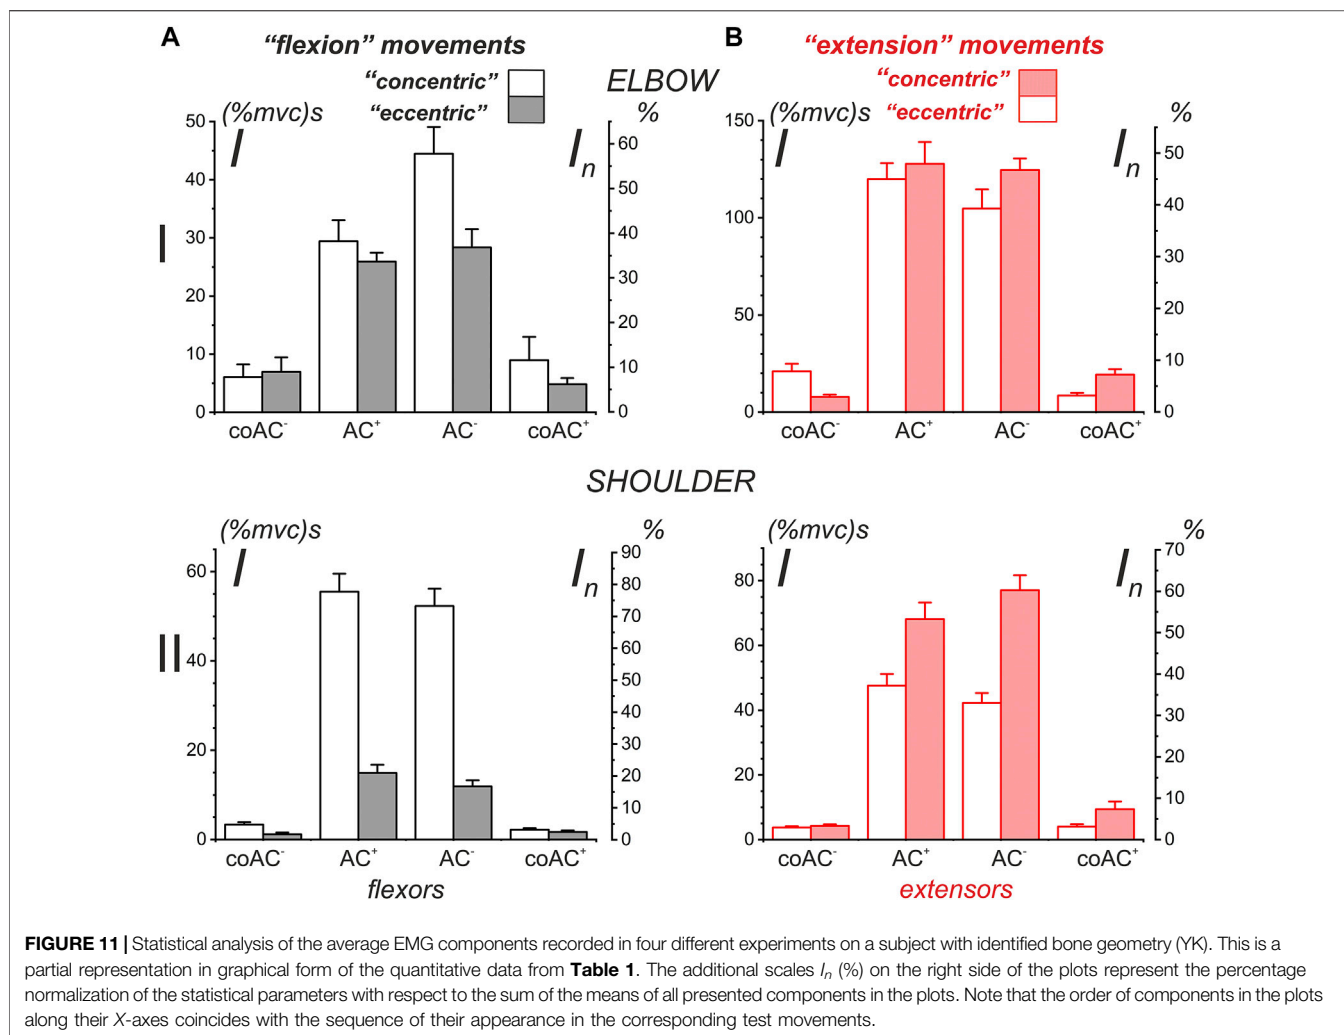 A
"flexion" movements
"concentric"
"eccentric"
ELBOW
B
"extension" movements
"concentric"
"eccentric"
(%mvc)s
I
%
I_n
50
40
30
20
10
0
60
50
40
30
20
10
0
I
coAC⁻ AC⁺ AC⁻ coAC⁺
(%mvc)s
I
%
I_n
150
100
50
0
50
40
30
20
10
0
coAC⁻ AC⁺ AC⁻ coAC⁺
SHOULDER
(%mvc)s
I
%
I_n
60
40
20
0
90
80
70
60
50
40
30
20
10
0
II
coAC⁻ AC⁺ AC⁻ coAC⁺
flexors
(%mvc)s
I
%
I_n
80
60
40
20
0
70
60
50
40
30
20
10
0
coAC⁻ AC⁺ AC⁻ coAC⁺
extensors
FIGURE 11 | Statistical analysis of the average EMG components recorded in four different experiments on a subject with identified bone geometry (YK). This is a
partial representation in graphical form of the quantitative data from Table 1. The additional scales I_n (%) on the right side of the plots represent the percentage
normalization of the statistical parameters with respect to the sum of the means of all presented components in the plots. Note that the order of components in the plots
along their X-axes coincides with the sequence of their appearance in the corresponding test movements.